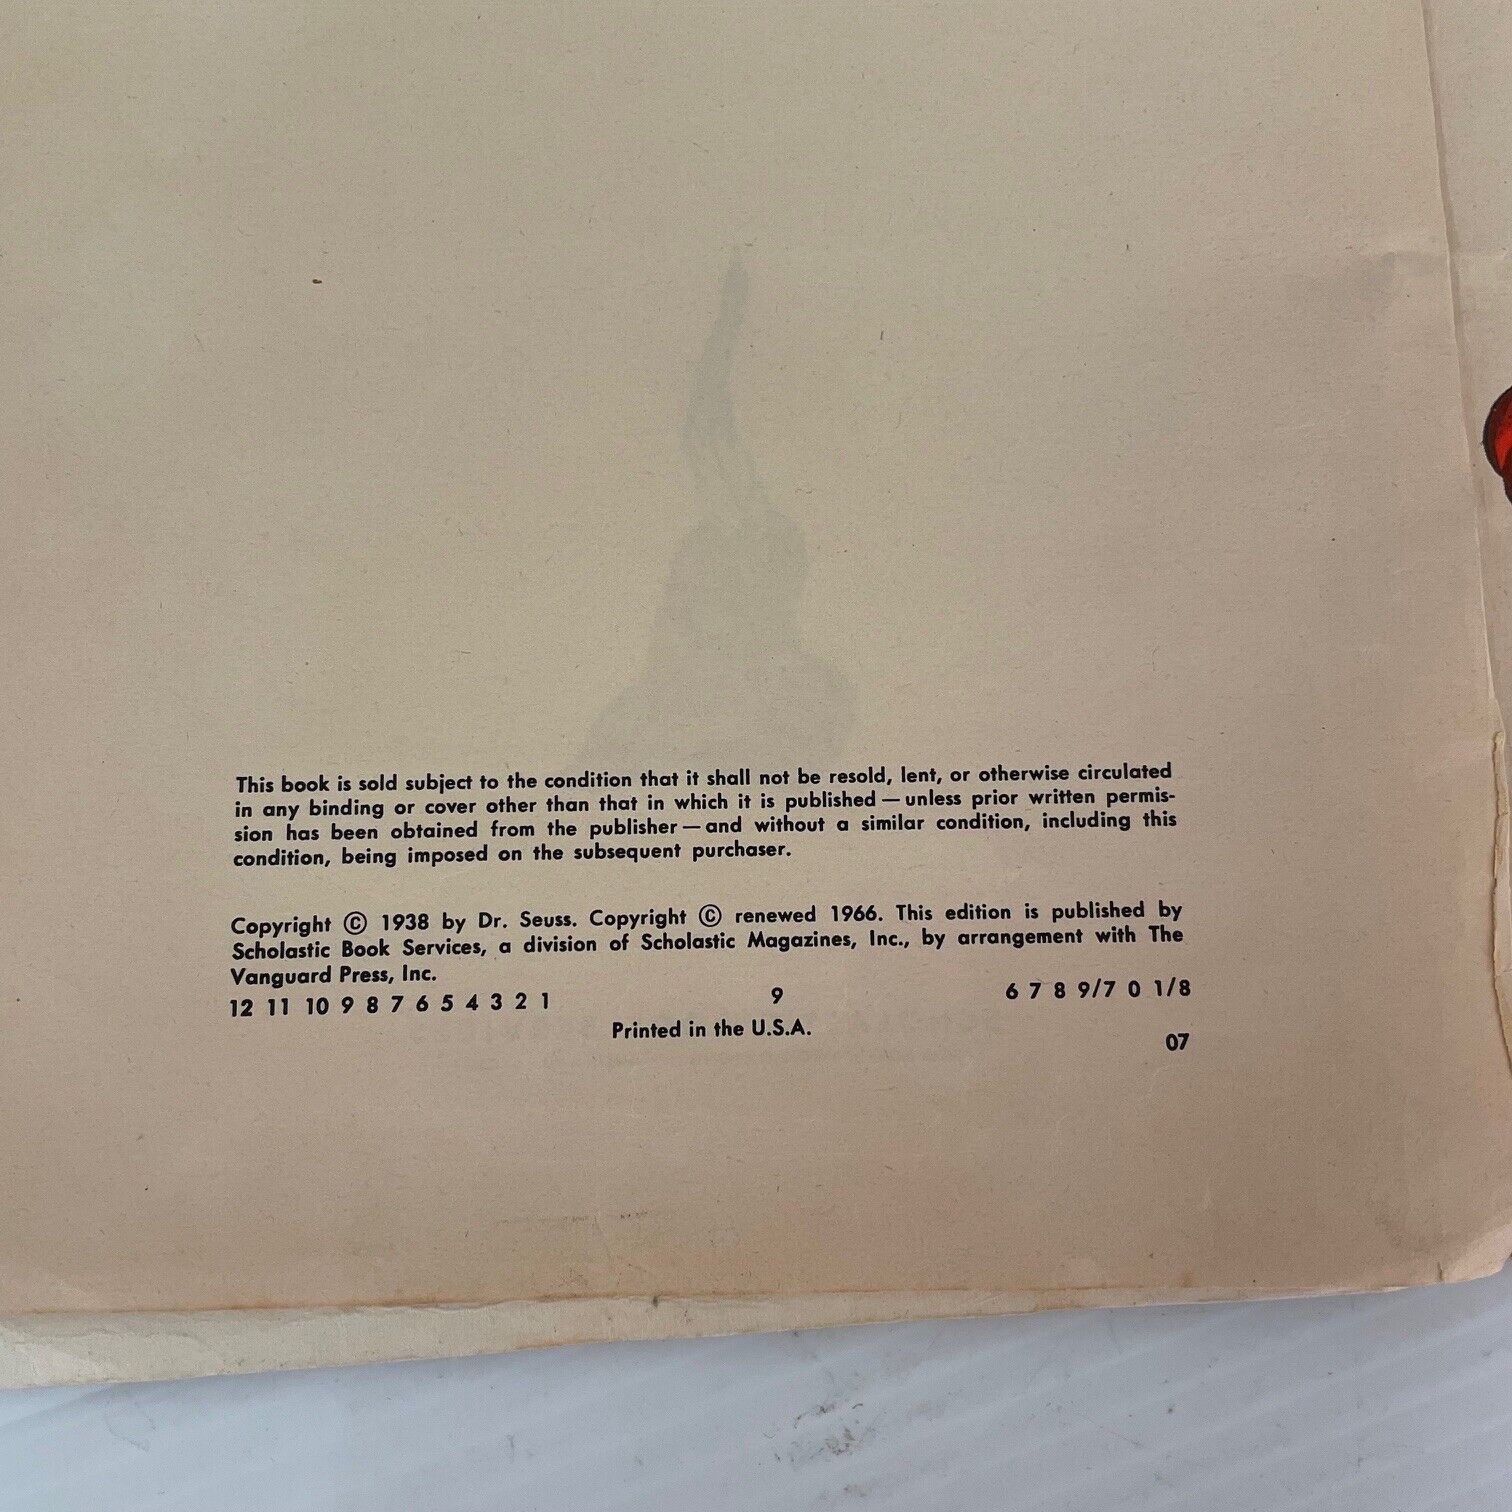 This book is sold subject to the condition that it shall not be resold, lent, or otherwise circulated
in any binding or cover other than that in which it is published — unless prior written permis-
sion has been obtained from the publisher — and without a similar condition, including this
condition, being imposed on the subsequent purchaser.
Copyright © 1938 by Dr. Seuss. Copyright © renewed 1966. This edition is published by
Scholastic Book Services, a division of Scholastic Magazines, Inc., by arrangement with The
Vanguard Press, Inc.
12 11 10 9 8 7 6 5 4 3 2 1 9 6 7 8 9/7 0 1/8
Printed in the U.S.A.
07